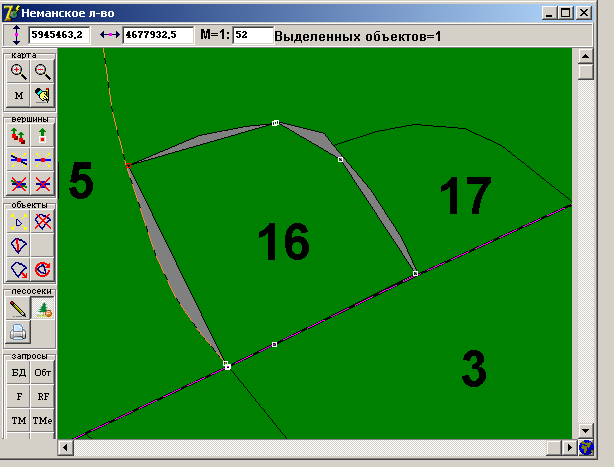 Неманское л-во
5945463,2
4677932,5
М=1:
52
Выделенных объектов=1
карта
М
вершины
объекты
лесосеки
запросы
БД
Обт
F
RF
ТМ
ТМе
5
16
17
3